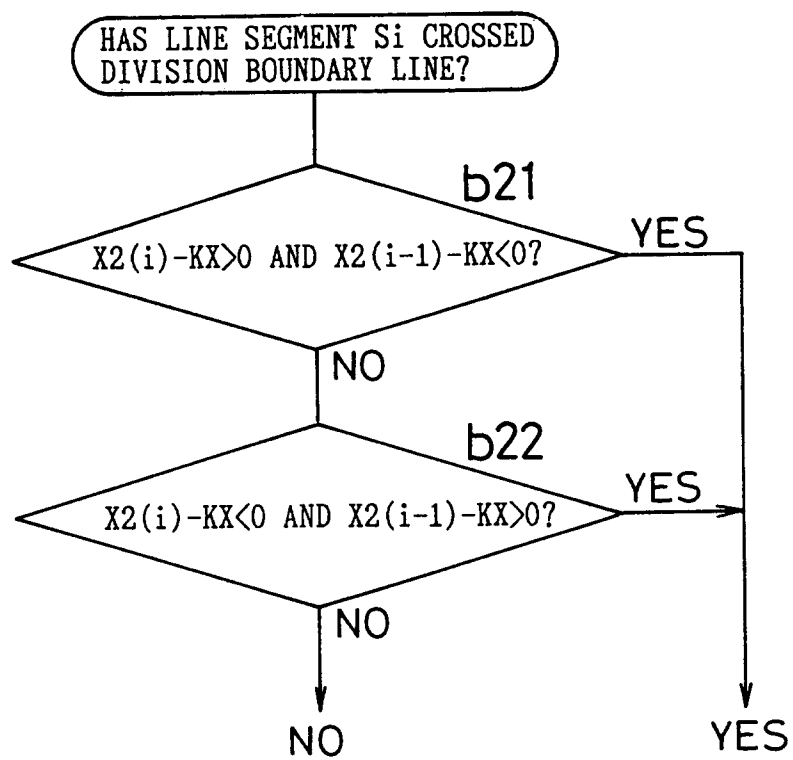 HAS LINE SEGMENT Si CROSSED
DIVISION BOUNDARY LINE?
b21
X2(i)-KX>0 AND X2(i-1)-KX<0?
YES
NO
b22
X2(i)-KX<0 AND X2(i-1)-KX>0?
YES
NO
NO
YES